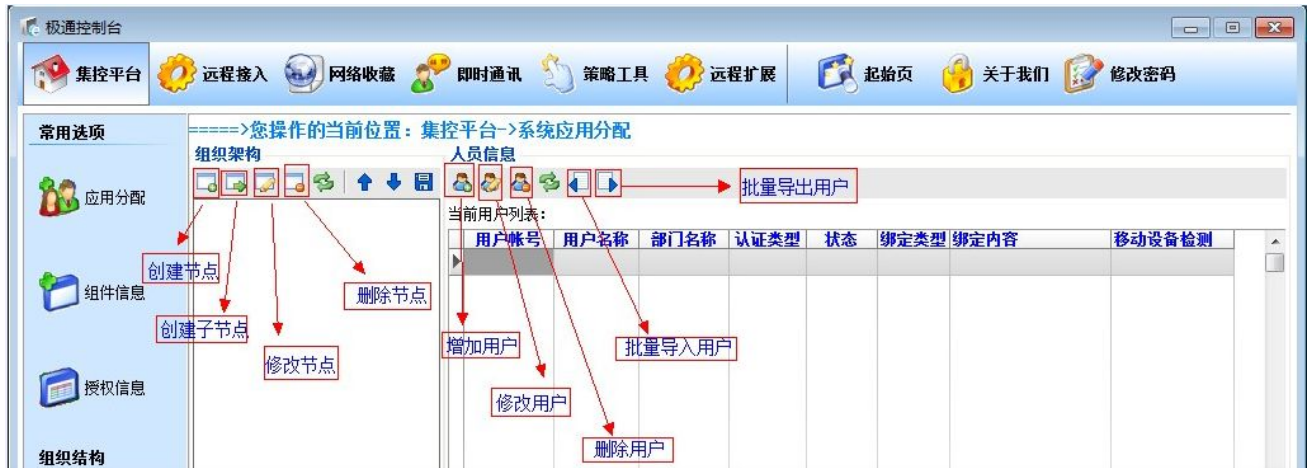 极通控制台
集控平台 远程接入 网络收藏 即时通讯 策略工具 远程扩展 起始页 关于我们 修改密码
常用选项
=====>您操作的当前位置：集控平台->系统应用分配
组织架构
人员信息
批量导出用户
应用分配
当前用户列表：
用户帐号 用户名称 部门名称 认证类型 状态 绑定类型 绑定内容 移动设备检测
创建节点
组件信息
删除节点
创建子节点
增加用户
批量导入用户
修改节点
授权信息
修改用户
删除用户
组织结构